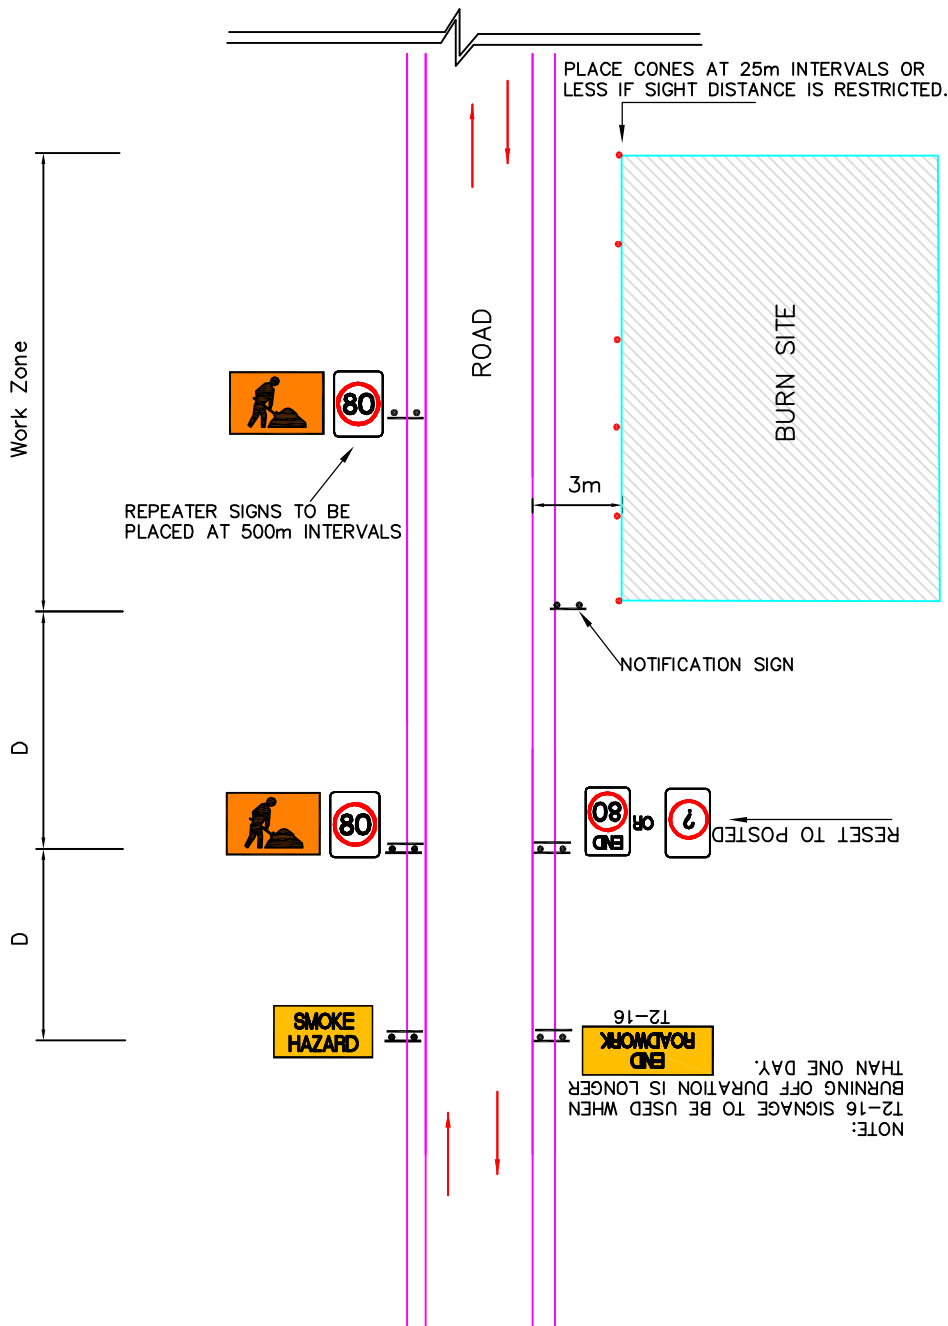 PLACE CONES AT 25m INTERVALS OR
LESS IF SIGHT DISTANCE IS RESTRICTED.
ROAD
BURN SITE
Work Zone
80
REPEATER SIGNS TO BE
PLACED AT 500m INTERVALS
3m
NOTIFICATION SIGN
D
80
END
80
OR
?
RESET TO POSTED
D
SMOKE
HAZARD
END
ROADWORK
T2-16
NOTE:
T2-16 SIGNAGE TO BE USED WHEN
BURNING OFF DURATION IS LONGER
THAN ONE DAY.